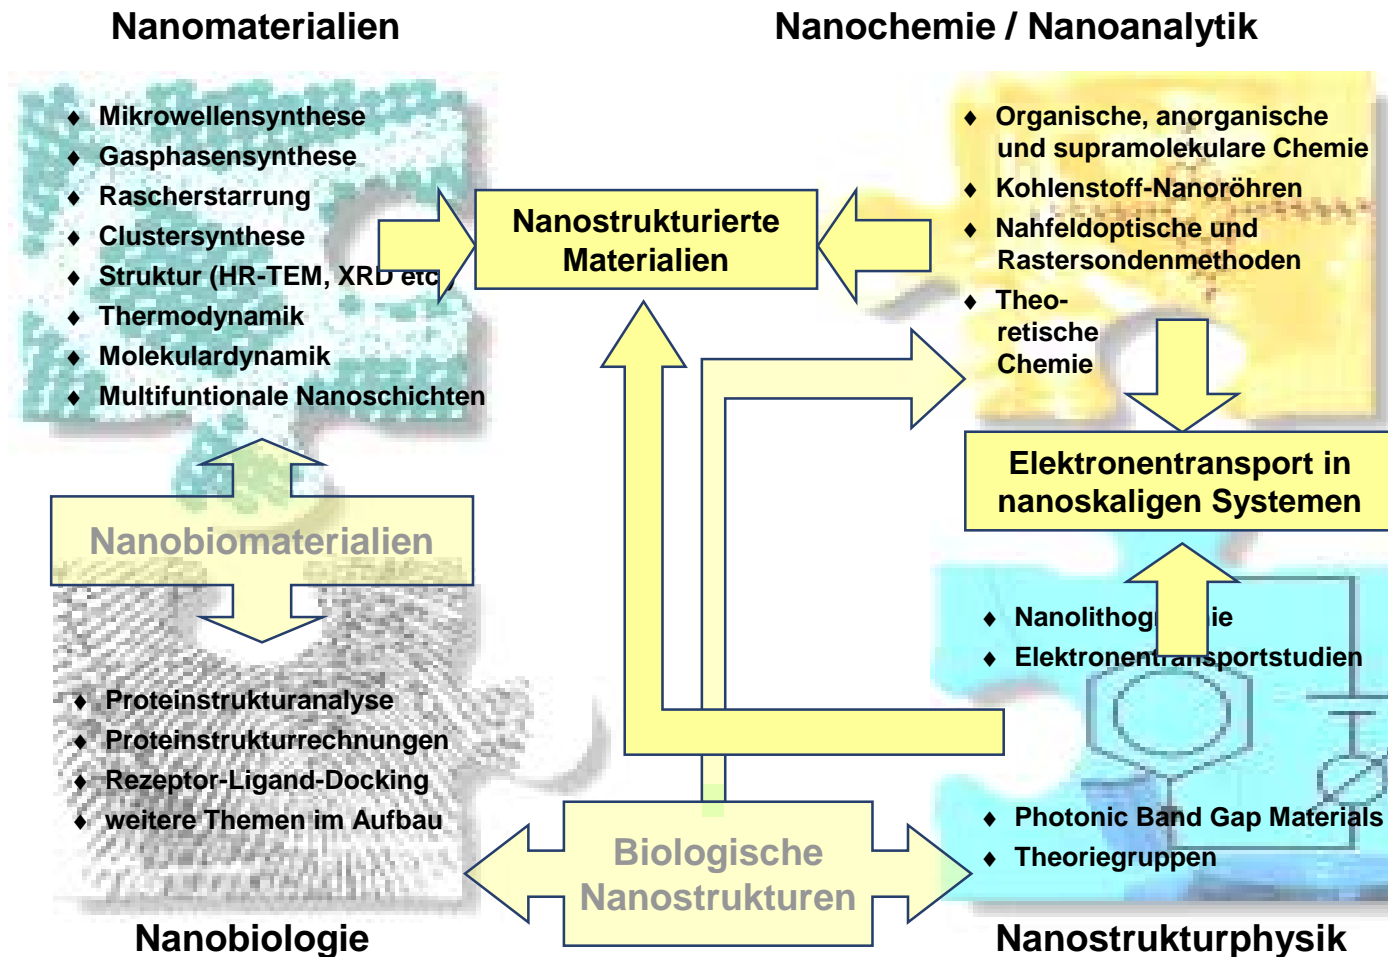 Nanomaterialien
Nanochemie / Nanoanalytik
♦ Mikrowellensynthese
♦ Gasphasensynthese
♦ Rascherstarrung
♦ Clustersynthese
♦ Struktur (HR-TEM, XRD etc.)
♦ Thermodynamik
♦ Molekulardynamik
♦ Multifuntionale Nanoschichten
Nanostrukturierte
Materialien
♦ Organische, anorganische
und supramolekulare Chemie
♦ Kohlenstoff-Nanoröhren
♦ Nahfeldoptische und
Rastersondenmethoden
♦ Theo-
retische
Chemie
Elektronentransport in
nanoskaligen Systemen
Nanobiomaterialien
♦ Proteinstrukturanalyse
♦ Proteinstrukturrechnungen
♦ Rezeptor-Ligand-Docking
♦ weitere Themen im Aufbau
♦ Nanolithographie
♦ Elektronentransportstudien
♦ Photonic Band Gap Materials
♦ Theoriegruppen
Biologische
Nanostrukturen
Nanobiologie
Nanostrukturphysik